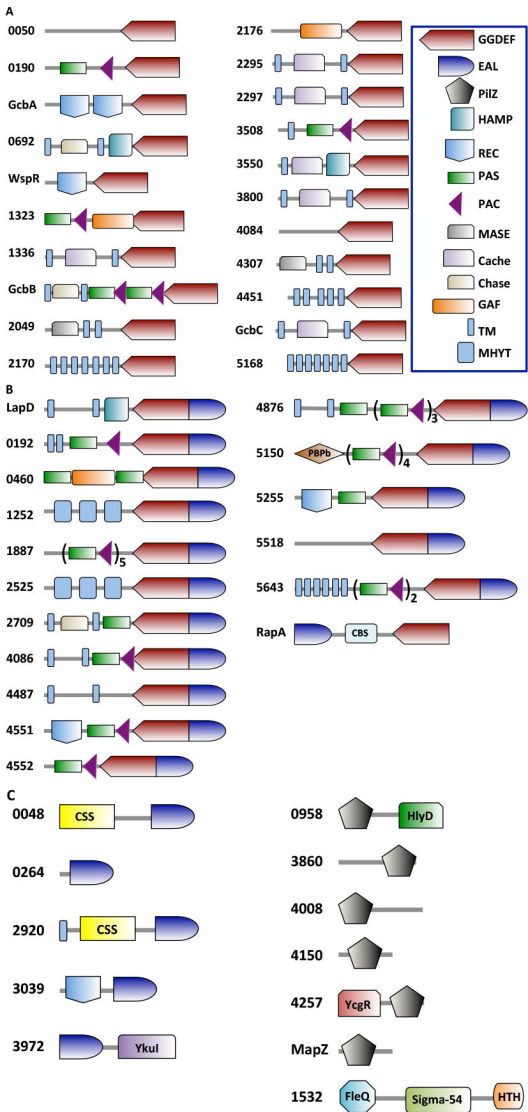 A
0050
0190
GcbA
0692
WspR
1323
1336
GcbB
2049
2170
2176
2295
2297
3508
3550
3800
4084
4307
4451
GcbC
5168
GGDEF
EAL
PilZ
HAMP
REC
PAS
PAC
MASE
Cache
Chase
GAF
TM
MHYT
B
LapD
0192
0460
1252
1887 ( )5
2525
2709
4086
4487
4551
4552
4876 ( )3
5150 PBPb ( )4
5255
5518
5643 ( )2
RapA CBS
C
0048 CSS
0264
2920 CSS
3039
3972 YkuI
0958 HlyD
3860
4008
4150
4257 YcgR
MapZ
1532 FleQ Sigma-54 HTH